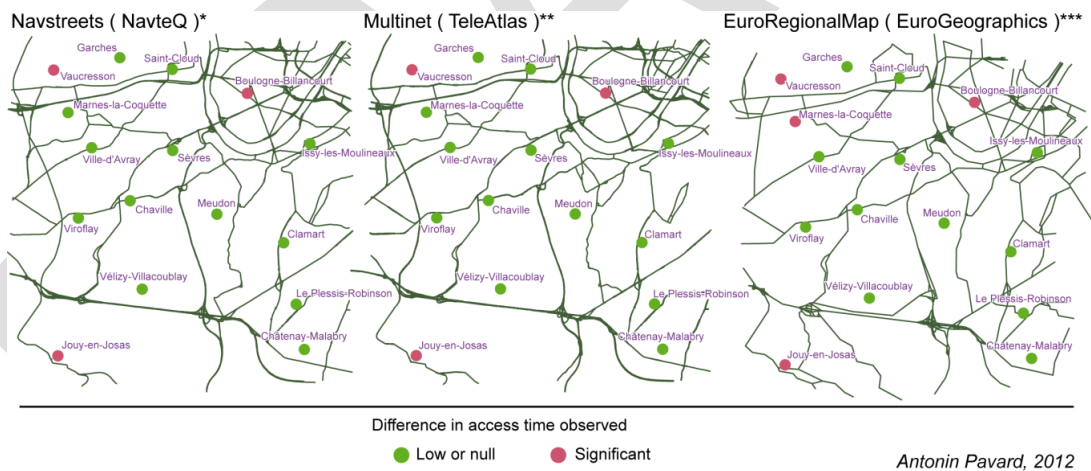 Navstreets ( NavteQ )*
Garches
Saint-Cloud
Vaucresson
Boulogne-Billancourt
Marnes-la-Coquette
Issy-les-Moulineaux
Ville-d'Avray
Sèvres
Chaville
Meudon
Viroflay
Clamart
Vélizy-Villacoublay
Le Plessis-Robinson
Châtenay-Malabry
Jouy-en-Josas
Multinet ( TeleAtlas )**
Garches
Saint-Cloud
Vaucresson
Boulogne-Billancourt
Marnes-la-Coquette
Issy-les-Moulineaux
Ville-d'Avray
Sèvres
Chaville
Meudon
Viroflay
Clamart
Vélizy-Villacoublay
Le Plessis-Robinson
Châtenay-Malabry
Jouy-en-Josas
EuroRegionalMap ( EuroGeographics )***
Garches
Saint-Cloud
Vaucresson
Boulogne-Billancourt
Marnes-la-Coquette
Issy-les-Moulineaux
Ville-d'Avray
Sèvres
Chaville
Meudon
Viroflay
Clamart
Vélizy-Villacoublay
Le Plessis-Robinson
Châtenay-Malabry
Jouy-en-Josas
Difference in access time observed
Low or null
Significant
Antonin Pavard, 2012